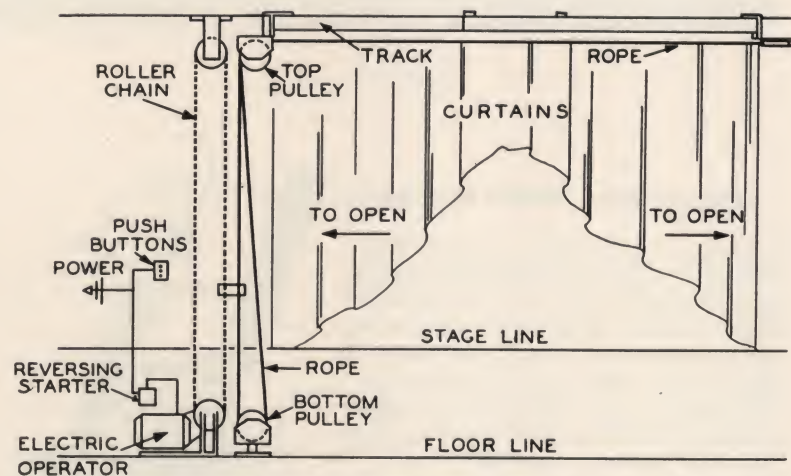 TRACK
ROPE
ROLLER
CHAIN
TOP
PULLEY
CURTAINS
TO OPEN
TO OPEN
PUSH
BUTTONS
POWER
STAGE LINE
REVERSING
STARTER
ROPE
BOTTOM
PULLEY
ELECTRIC
OPERATOR
FLOOR LINE